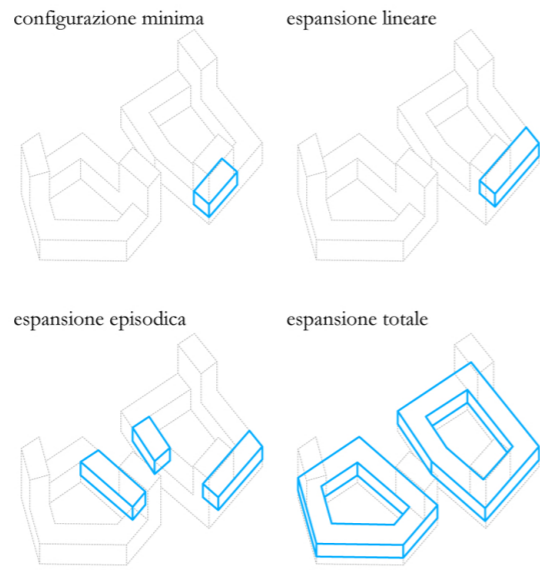 configurazione minima
espansione lineare
espansione episodica
espansione totale